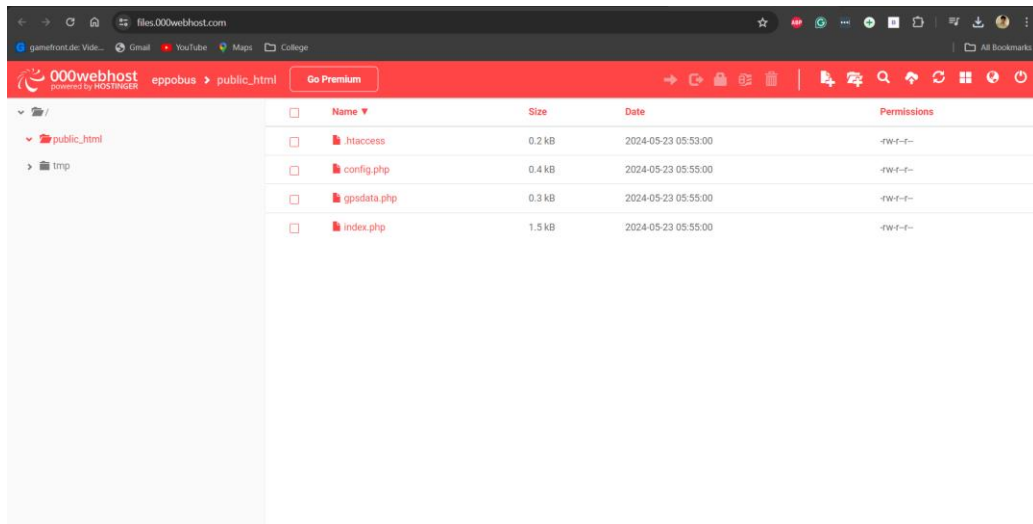 files.000webhost.com
gamefront.de: Vide... Gmail YouTube Maps College All Bookmarks
000webhost powered by HOSTINGER eppobus > public_html Go Premium
/
public_html
tmp
Name ▼ Size Date Permissions
.htaccess 0.2 kB 2024-05-23 05:53:00 -rw-r--r--
config.php 0.4 kB 2024-05-23 05:55:00 -rw-r--r--
gpsdata.php 0.3 kB 2024-05-23 05:55:00 -rw-r--r--
index.php 1.5 kB 2024-05-23 05:55:00 -rw-r--r--